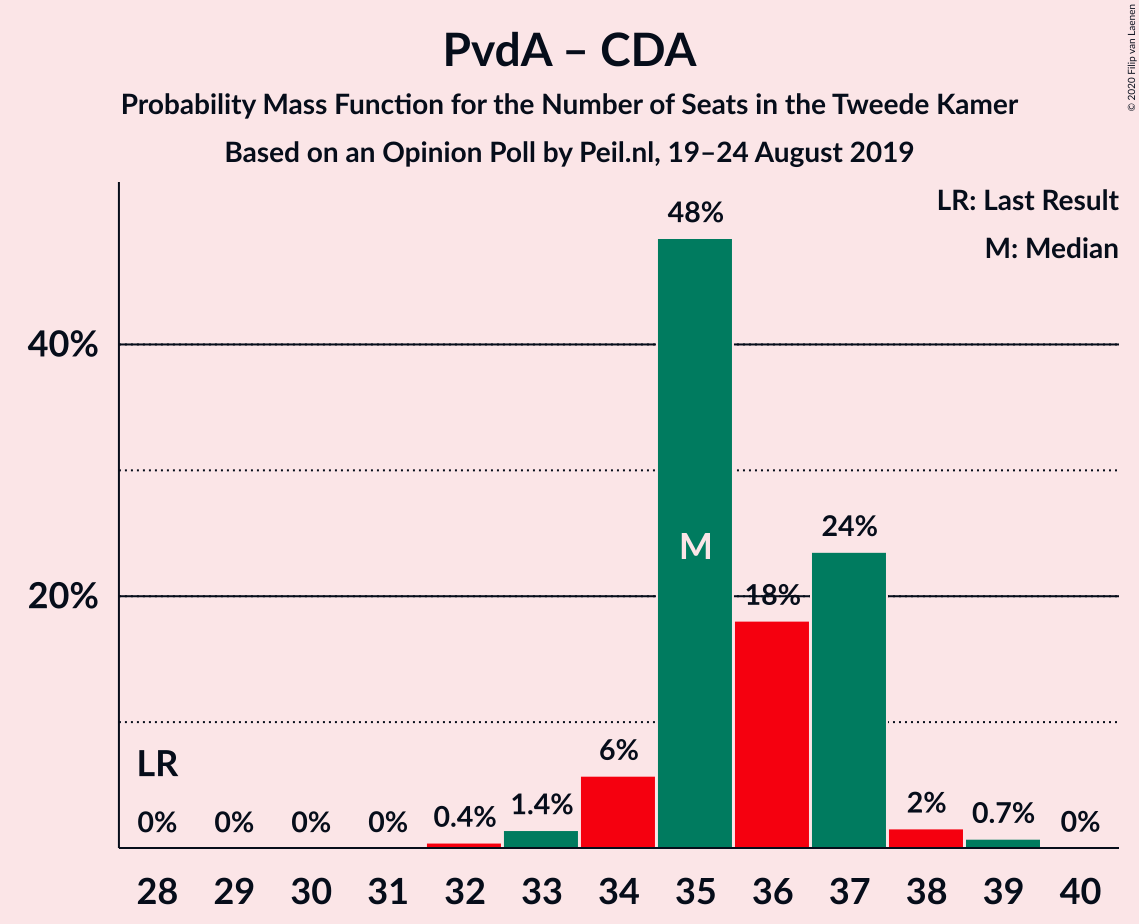 PvdA – CDA
Probability Mass Function for the Number of Seats in the Tweede Kamer
Based on an Opinion Poll by Peil.nl, 19–24 August 2019
© 2020 Filip van Laenen
LR: Last Result
M: Median
48%
40%
24%
M
20%
18%
LR
6%
0% 0% 0% 0% 0.4% 1.4% 2% 0.7% 0%
28 29 30 31 32 33 34 35 36 37 38 39 40